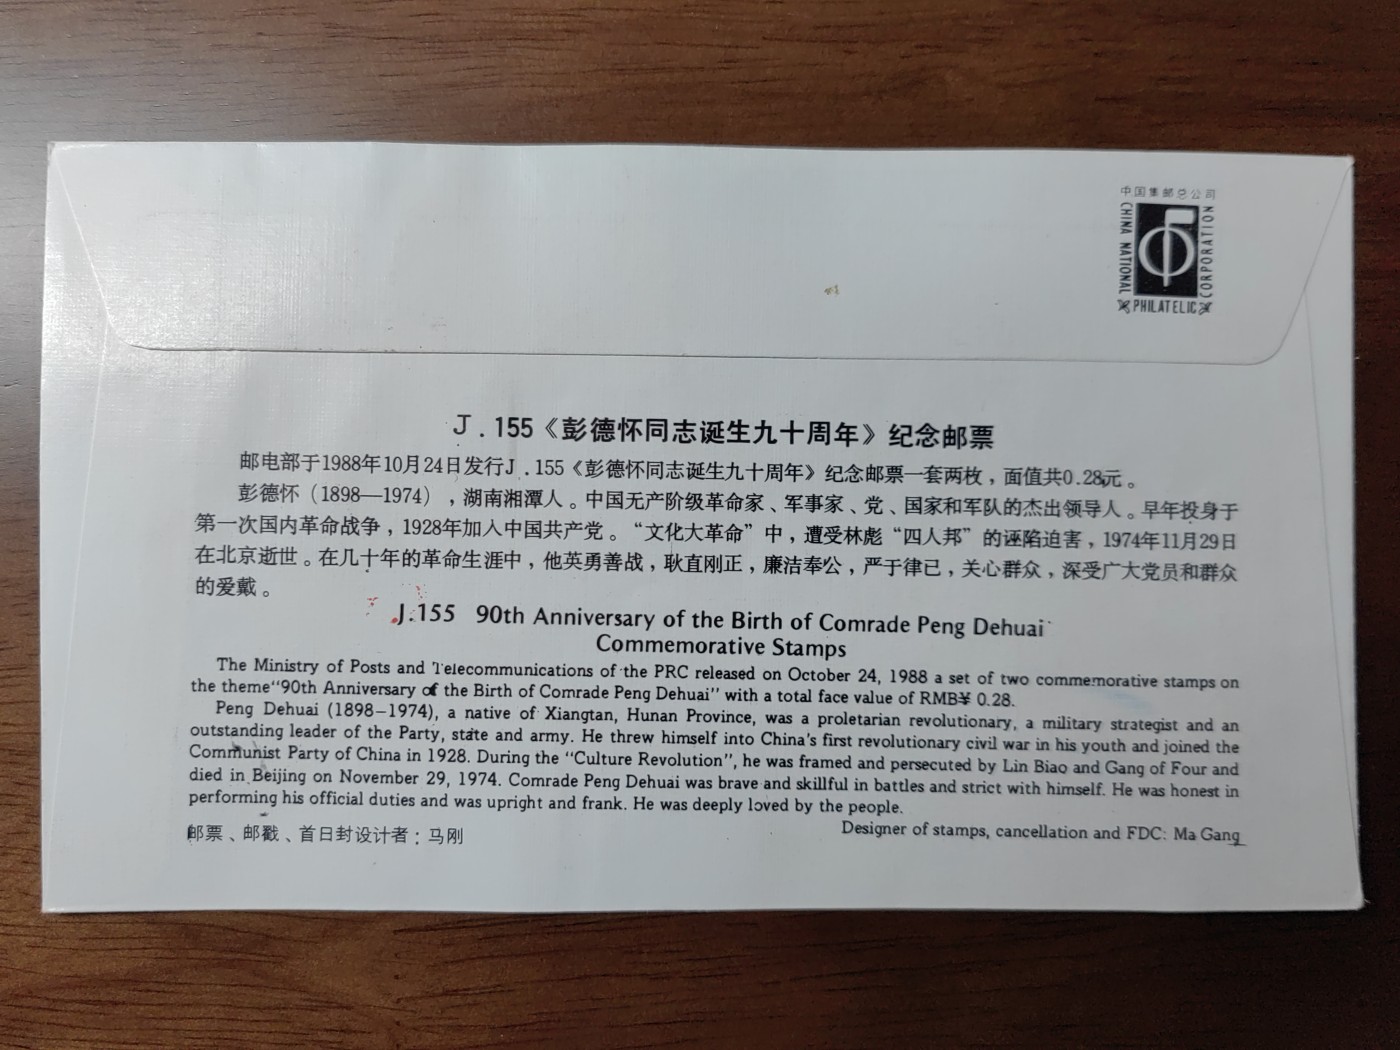 中国集邮总公司
CHINA NATIONAL
PHILATELIC
CORPORATION
J.155《彭德怀同志诞生九十周年》纪念邮票
邮电部于1988年10月24日发行J.155《彭德怀同志诞生九十周年》纪念邮票一套两枚，面值共0.28元。
彭德怀（1898—1974），湖南湘潭人。中国无产阶级革命家、军事家、党、国家和军队的杰出领导人。早年投身于
第一次国内革命战争，1928年加入中国共产党。“文化大革命”中，遭受林彪“四人邦”的诬陷迫害，1974年11月29日
在北京逝世。在几十年的革命生涯中，他英勇善战，耿直刚正，廉洁奉公，严于律已，关心群众，深受广大党员和群众
的爱戴。
J.155 90th Anniversary of the Birth of Comrade Peng Dehuai
Commemorative Stamps
The Ministry of Posts and Telecommunications of the PRC released on October 24, 1988 a set of two commemorative stamps on
the theme“90th Anniversary of the Birth of Comrade Peng Dehuai” with a total face value of RMB¥ 0.28.
Peng Dehuai (1898–1974), a native of Xiangtan, Hunan Province, was a proletarian revolutionary, a military strategist and an
outstanding leader of the Party, state and army. He threw himself into China's first revolutionary civil war in his youth and joined the
Communist Party of China in 1928. During the “Culture Revolution”, he was framed and persecuted by Lin Biao and Gang of Four and
died in Beijing on November 29, 1974. Comrade Peng Dehuai was brave and skillful in battles and strict with himself. He was honest in
performing his official duties and was upright and frank. He was deeply loved by the people.
邮票、邮戳、首日封设计者：马刚
Designer of stamps, cancellation and FDC: Ma Gang